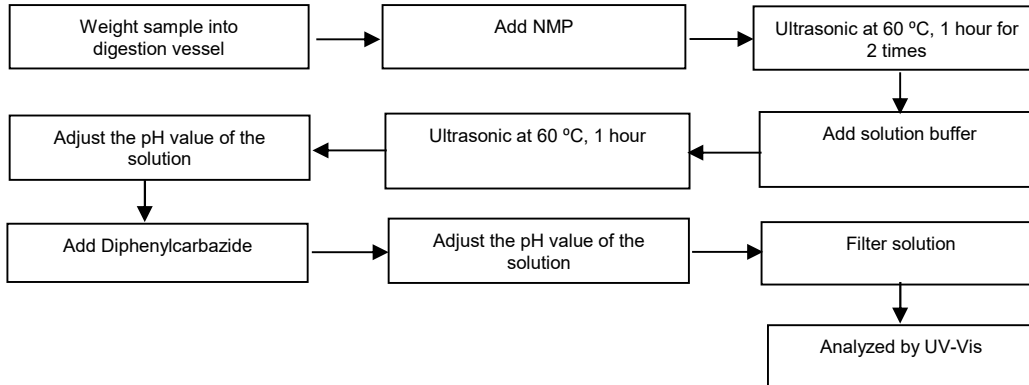 Weight sample into
digestion vessel
Add NMP
Ultrasonic at 60 ºC, 1 hour for
2 times
Add solution buffer
Ultrasonic at 60 ºC, 1 hour
Adjust the pH value of the
solution
Add Diphenylcarbazide
Adjust the pH value of the
solution
Filter solution
Analyzed by UV-Vis